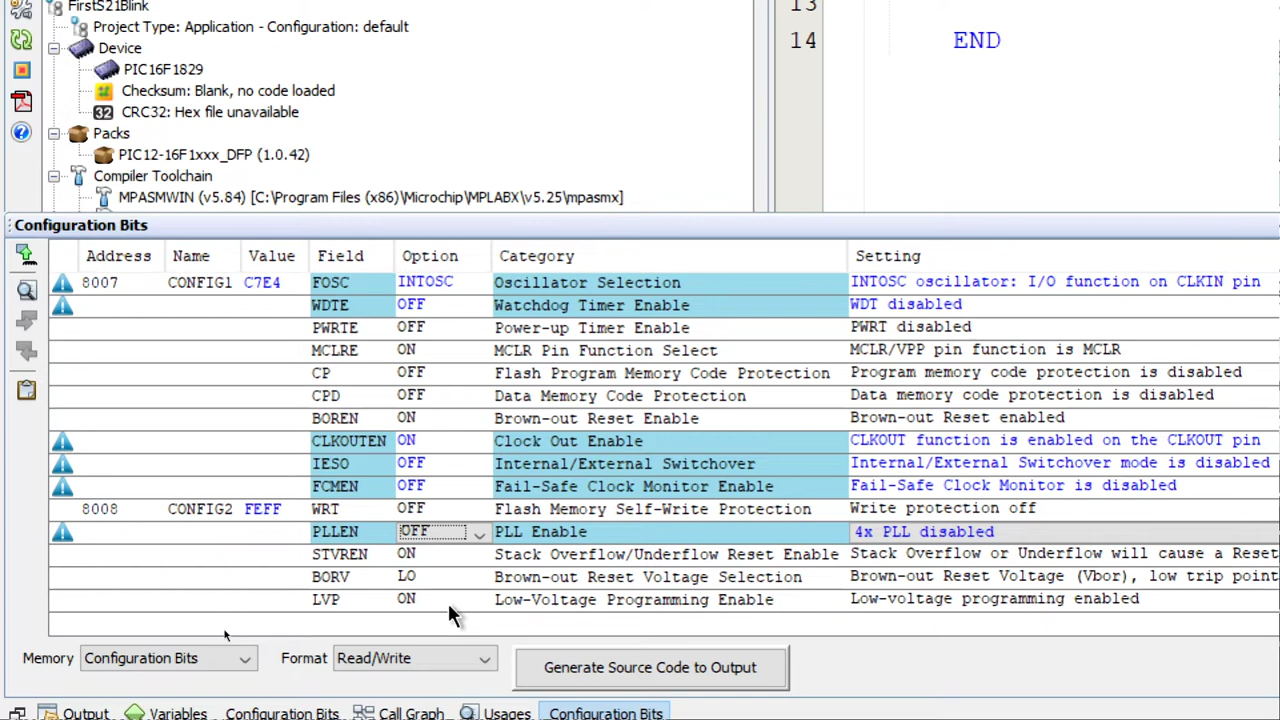 FirstS21Blink
Project Type: Application - Configuration: default
Device
PIC16F1829
Checksum: Blank, no code loaded
32 CRC32: Hex file unavailable
Packs
PIC12-16F1xxx_DFP (1.0.42)
Compiler Toolchain
MPASMWIN (v5.84) [C:\Program Files (x86)\Microchip\MPLABX\v5.25\mpasmx]
13
14 END
Configuration Bits
Address Name Value Field Option Category Setting
8007 CONFIG1 C7E4 FOSC INTOSC Oscillator Selection INTOSC oscillator: I/O function on CLKIN pin
WDTE OFF Watchdog Timer Enable WDT disabled
PWRTE OFF Power-up Timer Enable PWRT disabled
MCLRE ON MCLR Pin Function Select MCLR/VPP pin function is MCLR
CP OFF Flash Program Memory Code Protection Program memory code protection is disabled
CPD OFF Data Memory Code Protection Data memory code protection is disabled
BOREN ON Brown-out Reset Enable Brown-out Reset enabled
CLKOUTEN ON Clock Out Enable CLKOUT function is enabled on the CLKOUT pin
IESO OFF Internal/External Switchover Internal/External Switchover mode is disabled
FCMEN OFF Fail-Safe Clock Monitor Enable Fail-Safe Clock Monitor is disabled
8008 CONFIG2 FEFF WRT OFF Flash Memory Self-Write Protection Write protection off
PLLEN OFF PLL Enable 4x PLL disabled
STVREN ON Stack Overflow/Underflow Reset Enable Stack Overflow or Underflow will cause a Reset
BORV LO Brown-out Reset Voltage Selection Brown-out Reset Voltage (Vbor), low trip point
LVP ON Low-Voltage Programming Enable Low-voltage programming enabled
Memory Configuration Bits Format Read/Write Generate Source Code to Output
Output Variables Configuration Bits Call Graph Usages Configuration Bits